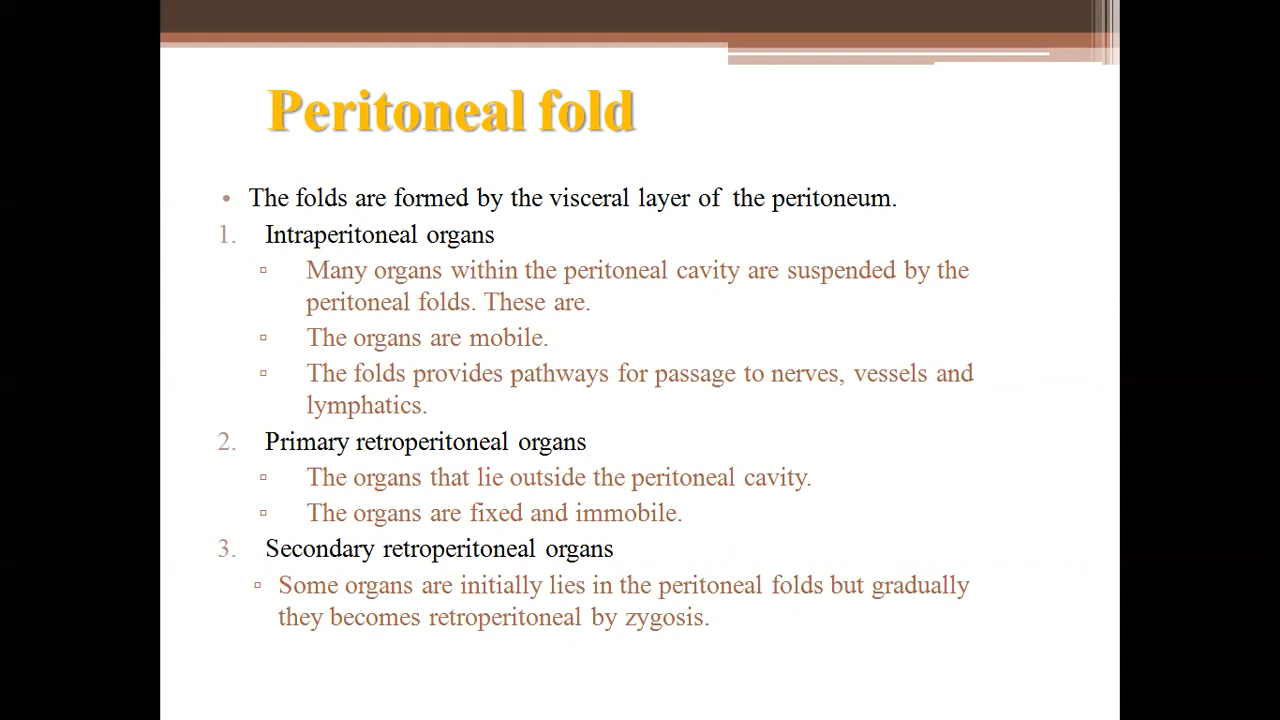 Peritoneal fold
• The folds are formed by the visceral layer of the peritoneum.
1. Intraperitoneal organs
▫ Many organs within the peritoneal cavity are suspended by the
peritoneal folds. These are.
▫ The organs are mobile.
▫ The folds provides pathways for passage to nerves, vessels and
lymphatics.
2. Primary retroperitoneal organs
▫ The organs that lie outside the peritoneal cavity.
▫ The organs are fixed and immobile.
3. Secondary retroperitoneal organs
▫ Some organs are initially lies in the peritoneal folds but gradually
they becomes retroperitoneal by zygosis.